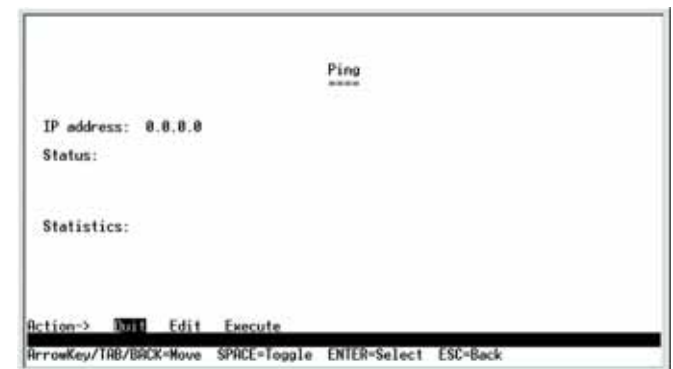 Ping
====
IP address: 0.0.0.0
Status:
Statistics:
Action-> Quit Edit Execute
ArrowKey/TAB/BACK=Move SPACE=Toggle ENTER=Select ESC=Back